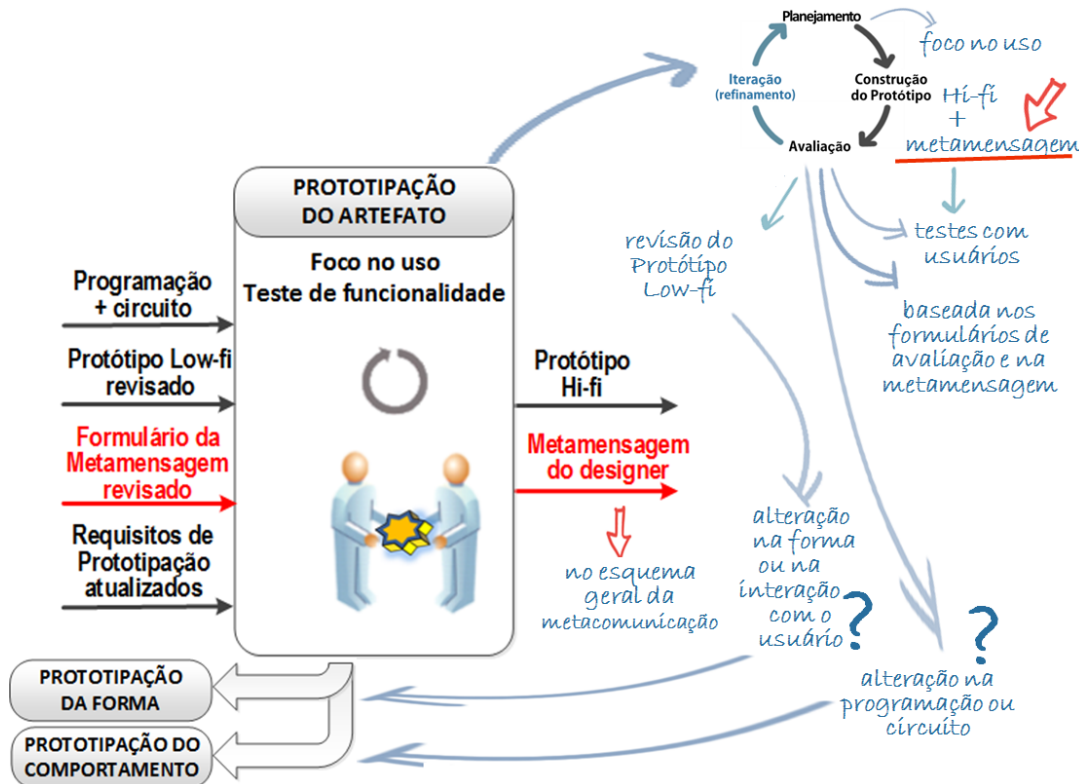 Planejamento
foco no uso
Iteração
(refinamento)
Construção
do Protótipo
Hi-fi
+
metamensagem
Avaliação
PROTOTIPAÇÃO
DO ARTEFATO
Foco no uso
Teste de funcionalidade
Programação
+ circuito
Protótipo Low-fi
revisado
Formulário da
Metamensagem
revisado
Requisitos de
Prototipação
atualizados
Protótipo
Hi-fi
Metamensagem
do designer
no esquema
geral da
metacomunicação
revisão do
Protótipo
Low-fi
testes com
usuários
baseada nos
formulários de
avaliação e na
metamensagem
alteração
na forma
ou na
interação
com o
usuário ?
?
alteração na
programação ou
circuito
PROTOTIPAÇÃO
DA FORMA
PROTOTIPAÇÃO DO
COMPORTAMENTO